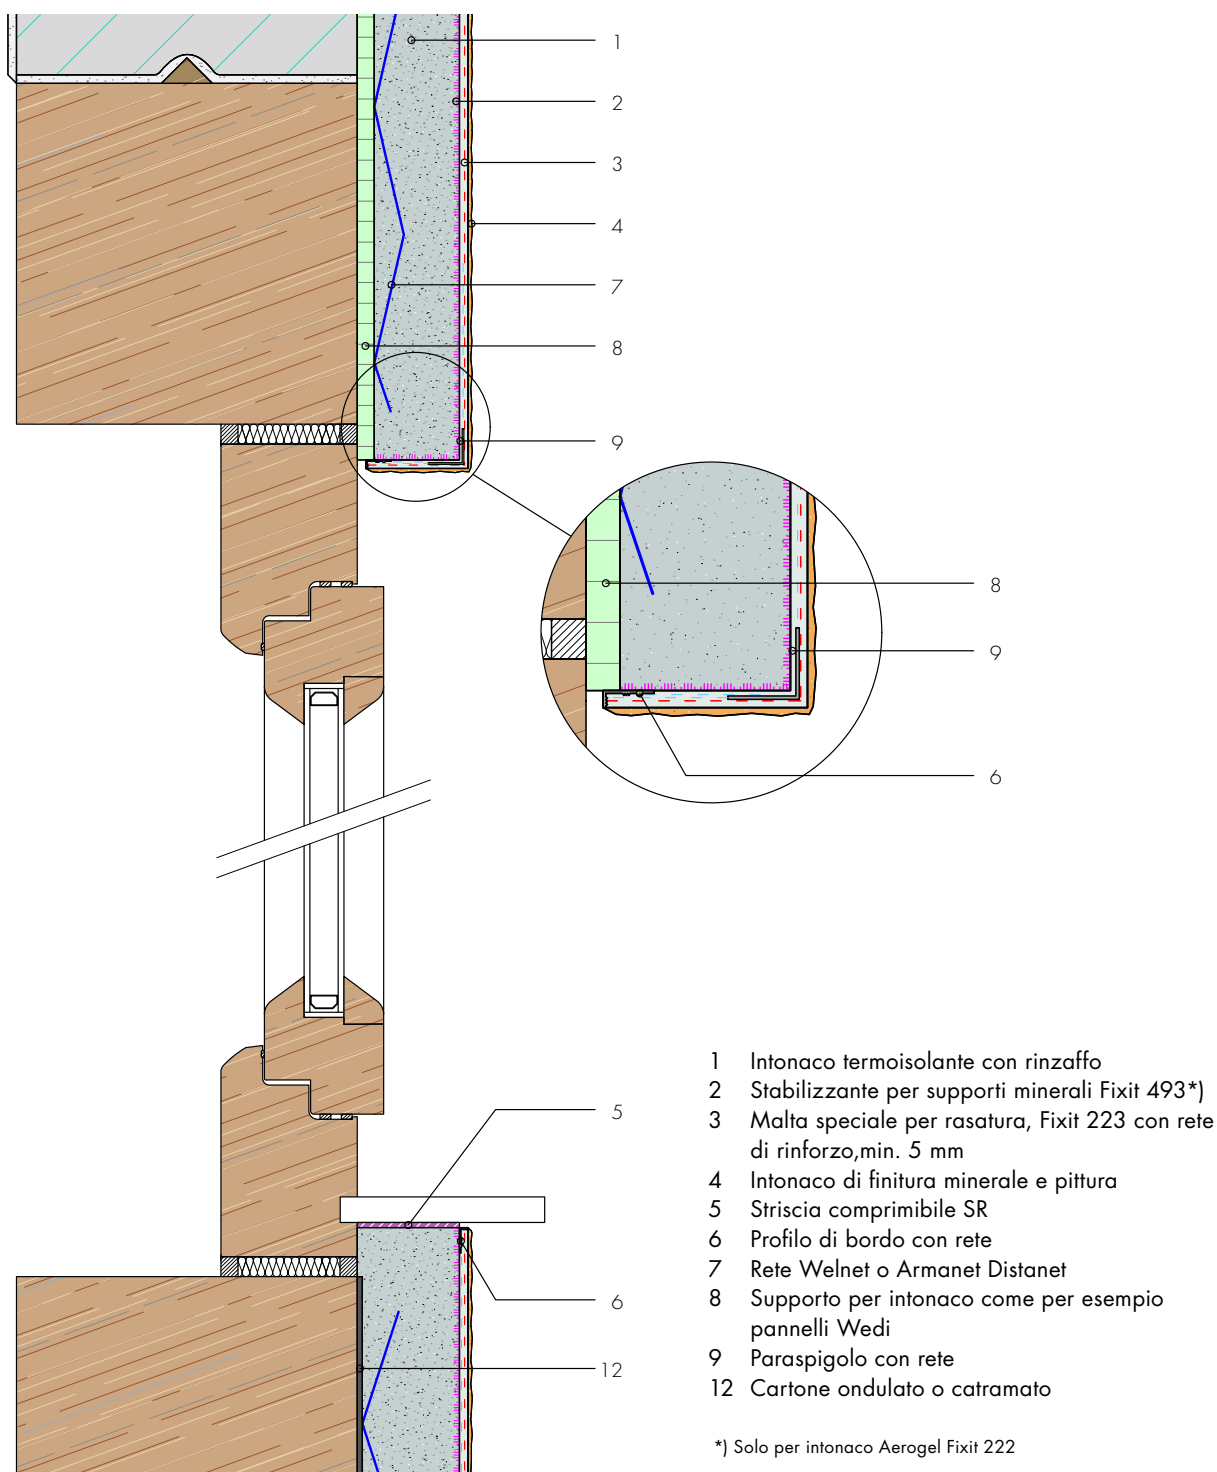 1
2
3
4
7
8
9
8
9
6
5
6
12
1 Intonaco termoisolante con rinzaffo
2 Stabilizzante per supporti minerali Fixit 493*)
3 Malta speciale per rasatura, Fixit 223 con rete
di rinforzo,min. 5 mm
4 Intonaco di finitura minerale e pittura
5 Striscia comprimibile SR
6 Profilo di bordo con rete
7 Rete Welnet o Armanet Distanet
8 Supporto per intonaco come per esempio
pannelli Wedi
9 Paraspigolo con rete
12 Cartone ondulato o catramato
*) Solo per intonaco Aerogel Fixit 222